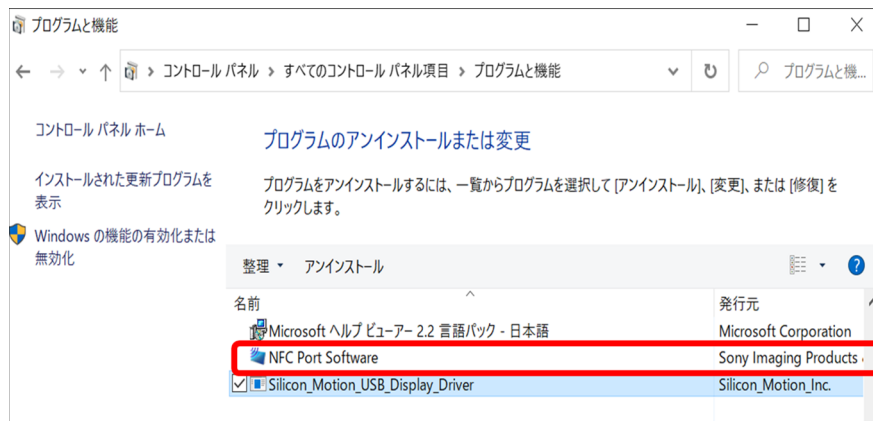 プログラムと機能
コントロール パネル › すべてのコントロール パネル項目 › プログラムと機能
プログラムと機...
コントロール パネル ホーム
インストールされた更新プログラムを
表示
Windows の機能の有効化または
無効化
プログラムのアンインストールまたは変更
プログラムをアンインストールするには、一覧からプログラムを選択して [アンインストール]、[変更]、または [修復] を
クリックします。
整理 アンインストール
名前 発行元
Microsoft ヘルプ ビューアー 2.2 言語パック - 日本語 Microsoft Corporation
NFC Port Software Sony Imaging Products
Silicon_Motion_USB_Display_Driver Silicon_Motion_Inc.